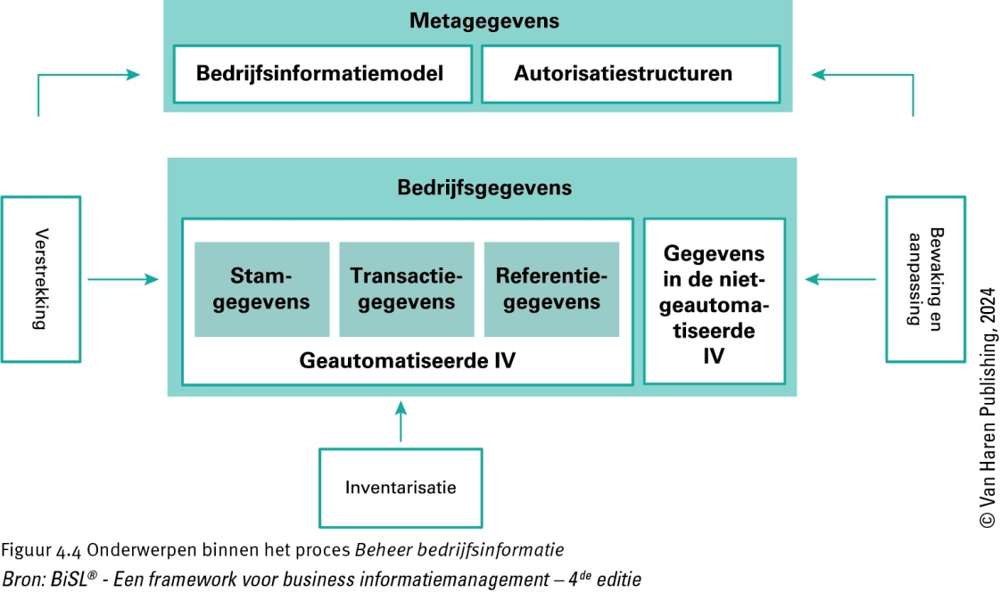 Metagegevens
Bedrijfsinformatiemodel
Autorisatiestructuren
Bedrijfsgegevens
Verstrekking
Stam-
gegevens
Transactie-
gegevens
Referentie-
gegevens
Geautomatiseerde IV
Gegevens
in de niet-
geautoma-
tiseerde
IV
Bewaking en
aanpassing
Inventarisatie
© Van Haren Publishing, 2024
Figuur 4.4 Onderwerpen binnen het proces Beheer bedrijfsinformatie
Bron: BiSL® - Een framework voor business informatiemanagement – 4de editie